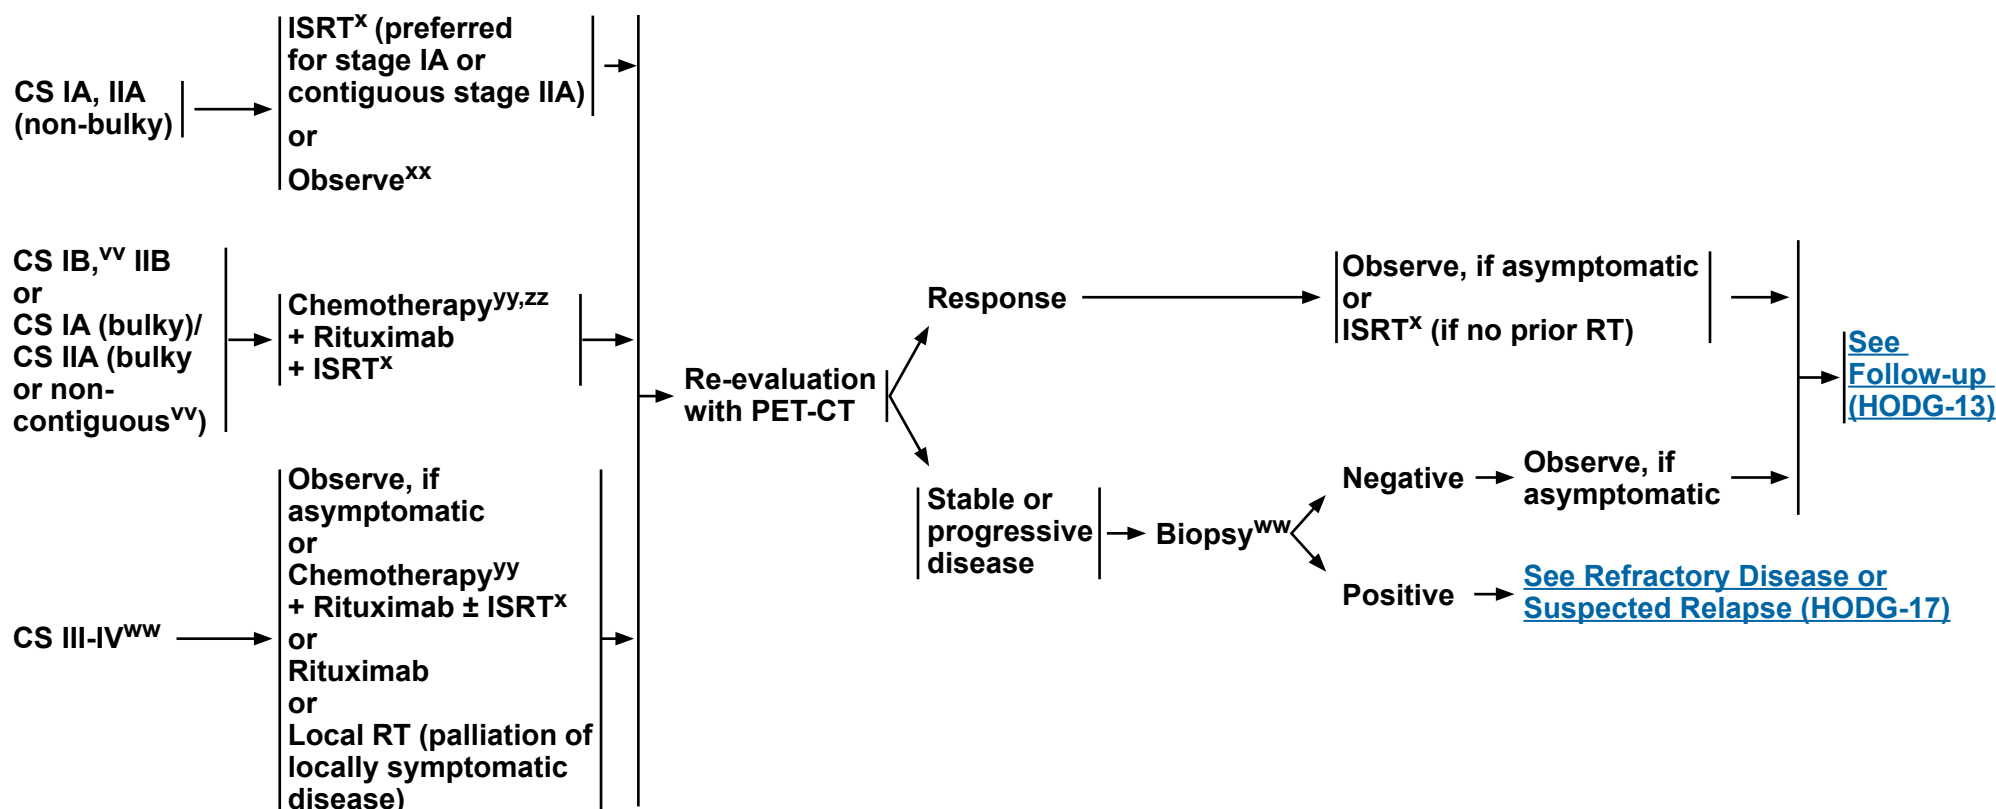 CS IA, IIA
(non-bulky)
ISRTx (preferred
for stage IA or
contiguous stage IIA)
or
Observexx
CS IB,vv IIB
or
CS IA (bulky)/
CS IIA (bulky
or non-
contiguousvv)
Chemotherapyyy,zz
+ Rituximab
+ ISRTx
CS III-IVww
Observe, if
asymptomatic
or
Chemotherapyyy
+ Rituximab ± ISRTx
or
Rituximab
or
Local RT (palliation of
locally symptomatic
disease)
Re-evaluation
with PET-CT
Response
Observe, if asymptomatic
or
ISRTx (if no prior RT)
Stable or
progressive
disease
Biopsyww
Negative
Observe, if
asymptomatic
Positive
See Refractory Disease or
Suspected Relapse (HODG-17)
See
Follow-up
(HODG-13)